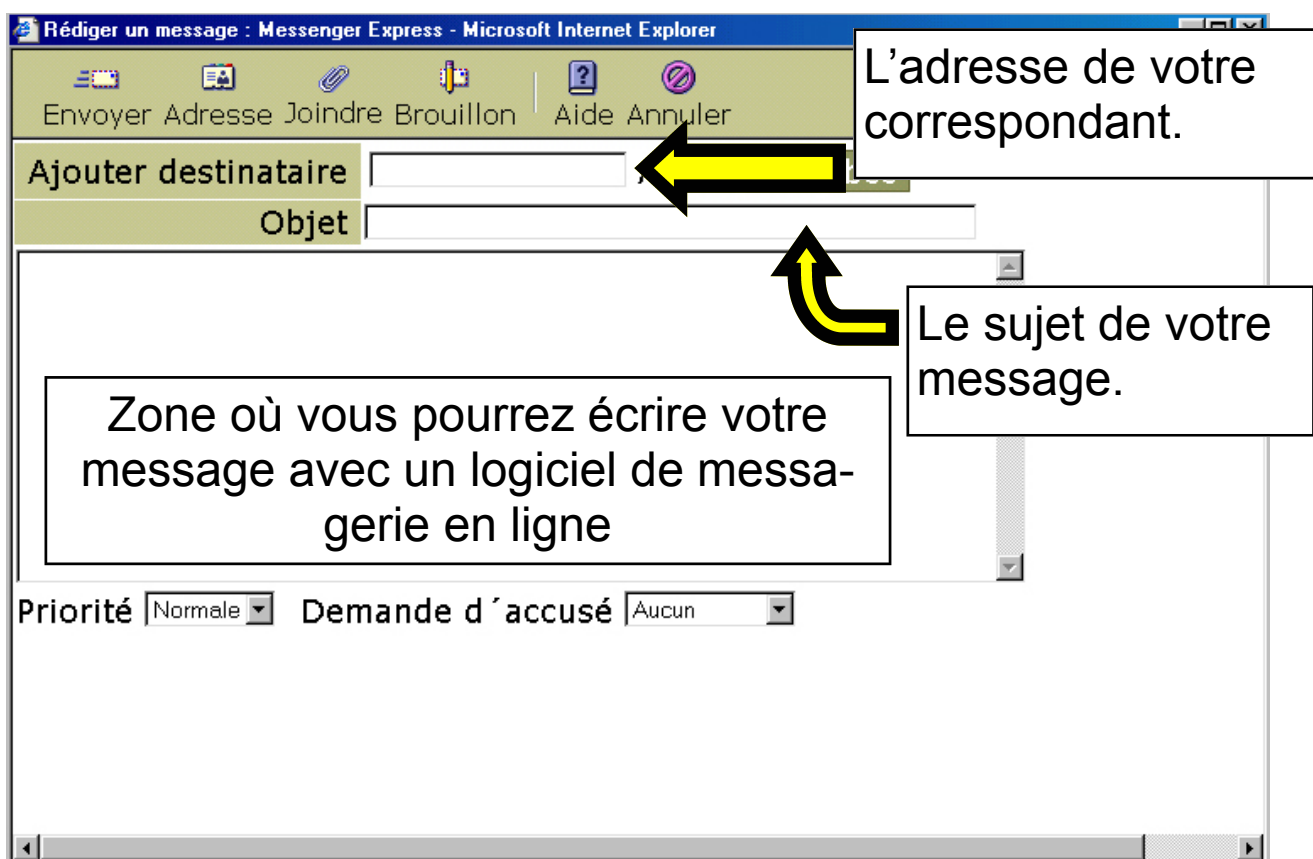 Rédiger un message : Messenger Express - Microsoft Internet Explorer
Envoyer Adresse Joindre Brouillon Aide Annuler
L’adresse de votre
correspondant.
Ajouter destinataire
Objet
Le sujet de votre
message.
Zone où vous pourrez écrire votre
message avec un logiciel de messa-
gerie en ligne
Priorité Normale Demande d´accusé Aucun